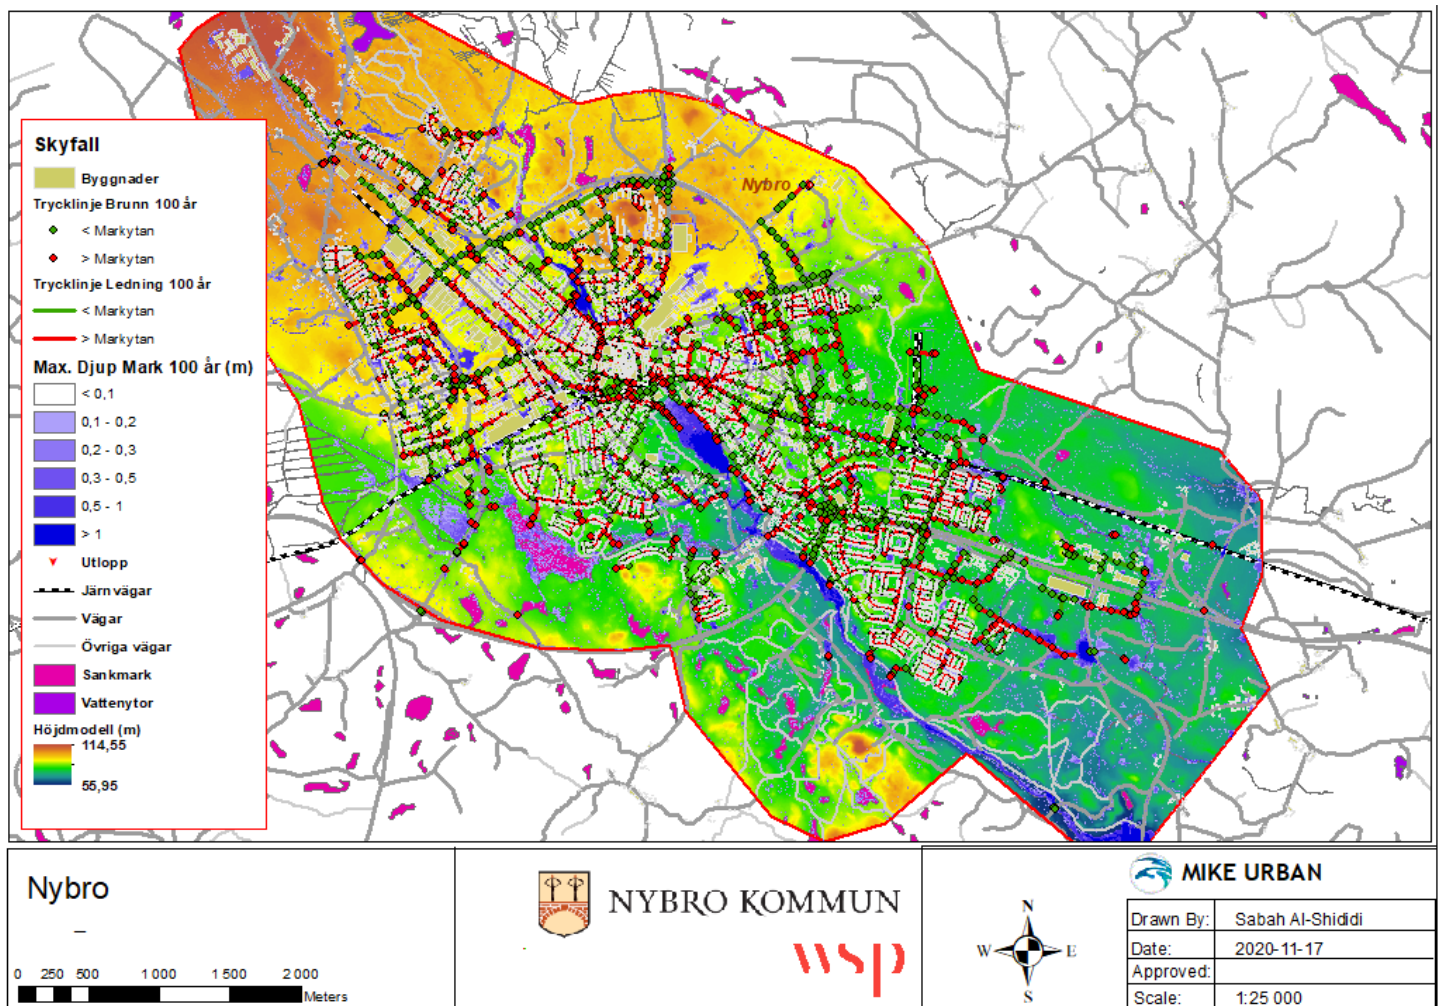 Nybro
Skyfall
Byggnader
Trycklinje Brunn 100 år
< Markytan
> Markytan
Trycklinje Ledning 100 år
< Markytan
> Markytan
Max. Djup Mark 100 år (m)
< 0,1
0,1 - 0,2
0,2 - 0,3
0,3 - 0,5
0,5 - 1
> 1
Utlopp
Järnvägar
Vägar
Övriga vägar
Sankmark
Vattenytor
Höjdmodell (m)
114,55
55,95
Nybro
–
0 250 500 1 000 1 500 2 000
Meters
NYBRO KOMMUN
wsp
N
W E
S
MIKE URBAN
Drawn By: Sabah Al-Shididi
Date: 2020-11-17
Approved:
Scale: 1:25 000